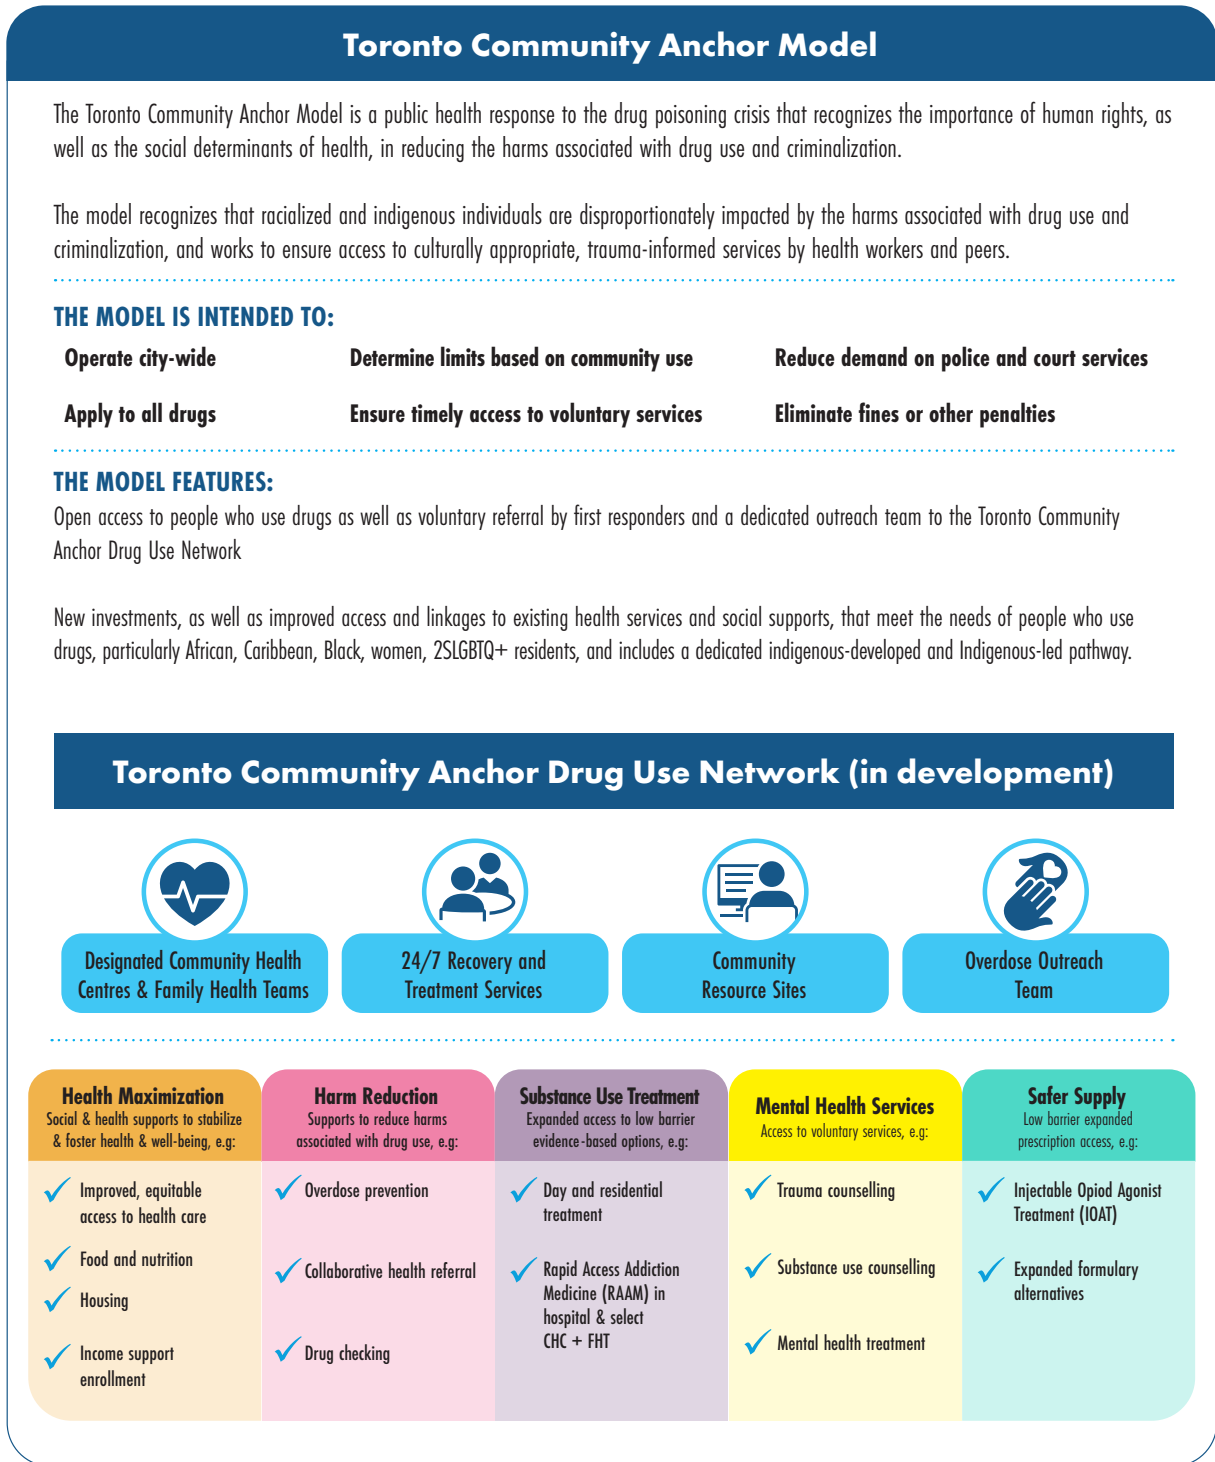 Toronto Community Anchor Model
The Toronto Community Anchor Model is a public health response to the drug poisoning crisis that recognizes the importance of human rights, as
well as the social determinants of health, in reducing the harms associated with drug use and criminalization.
The model recognizes that racialized and indigenous individuals are disproportionately impacted by the harms associated with drug use and
criminalization, and works to ensure access to culturally appropriate, trauma-informed services by health workers and peers.
THE MODEL IS INTENDED TO:
Operate city-wide
Determine limits based on community use
Reduce demand on police and court services
Apply to all drugs
Ensure timely access to voluntary services
Eliminate fines or other penalties
THE MODEL FEATURES:
Open access to people who use drugs as well as voluntary referral by first responders and a dedicated outreach team to the Toronto Community
Anchor Drug Use Network
New investments, as well as improved access and linkages to existing health services and social supports, that meet the needs of people who use
drugs, particularly African, Caribbean, Black, women, 2SLGBTQ+ residents, and includes a dedicated indigenous-developed and Indigenous-led pathway.
Toronto Community Anchor Drug Use Network (in development)
Designated Community Health
Centres & Family Health Teams
24/7 Recovery and
Treatment Services
Community
Resource Sites
Overdose Outreach
Team
Health Maximization
Social & health supports to stabilize
& foster health & well-being, e.g:
Improved, equitable
access to health care
Food and nutrition
Housing
Income support
enrollment
Harm Reduction
Supports to reduce harms
associated with drug use, e.g:
Overdose prevention
Collaborative health referral
Drug checking
Substance Use Treatment
Expanded access to low barrier
evidence-based options, e.g:
Day and residential
treatment
Rapid Access Addiction
Medicine (RAAM) in
hospital & select
CHC + FHT
Mental Health Services
Access to voluntary services, e.g:
Trauma counselling
Substance use counselling
Mental health treatment
Safer Supply
Low barrier expanded
prescription access, e.g:
Injectable Opiod Agonist
Treatment (IOAT)
Expanded formulary
alternatives